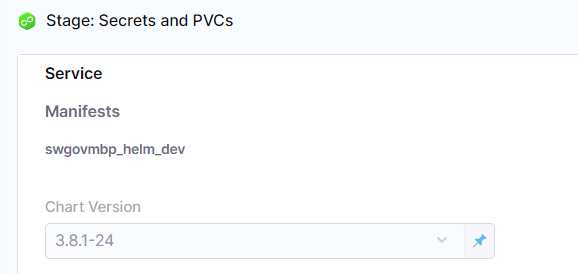 Stage: Secrets and PVCs
Service
Manifests
swgovmbp_helm_dev
Chart Version
3.8.1-24